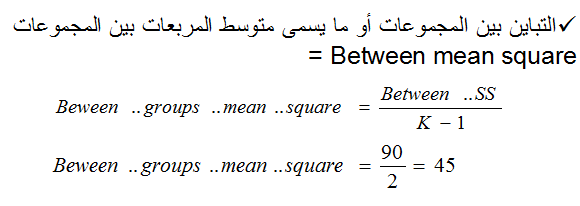 ✓التباين بين المجموعات أو ما يسمى متوسط المربعات بين المجموعات
= Between mean square
Beween ..groups ..mean ..square = Between ..SS / K − 1
Beween ..groups ..mean ..square = 90 / 2 = 45